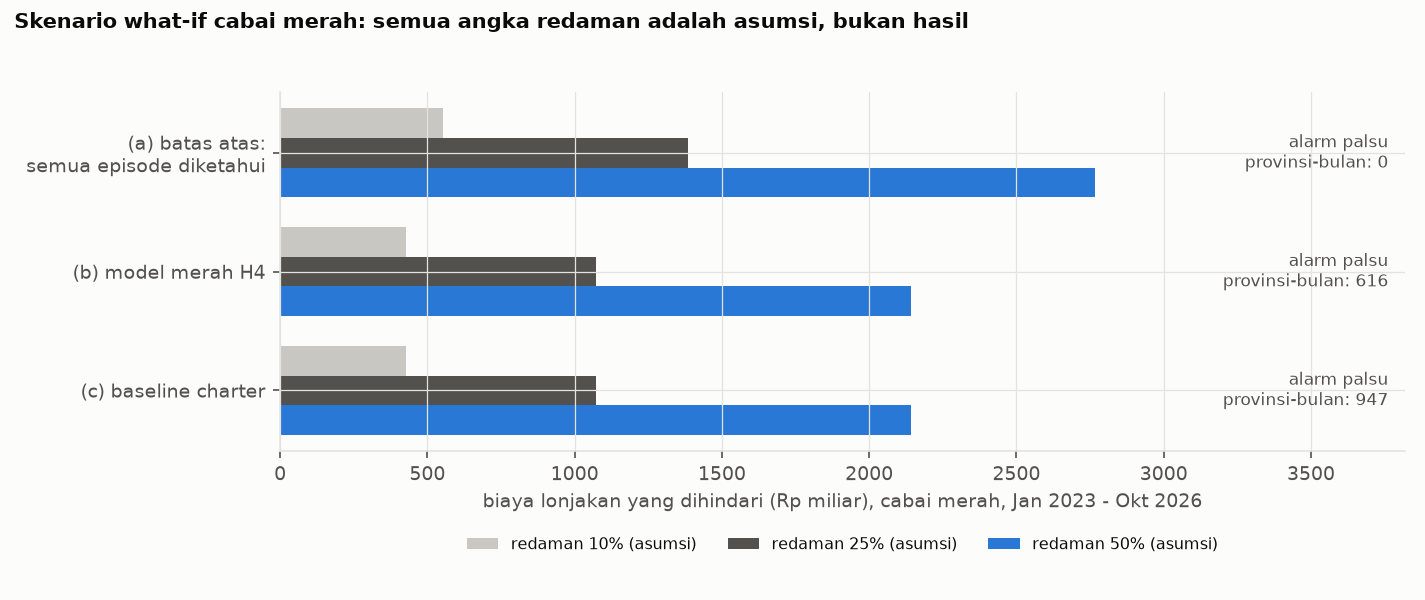 Skenario what-if cabai merah: semua angka redaman adalah asumsi, bukan hasil
(a) batas atas:
semua episode diketahui
alarm palsu
provinsi-bulan: 0
(b) model merah H4
alarm palsu
provinsi-bulan: 616
(c) baseline charter
alarm palsu
provinsi-bulan: 947
0 500 1000 1500 2000 2500 3000 3500
biaya lonjakan yang dihindari (Rp miliar), cabai merah, Jan 2023 - Okt 2026
redaman 10% (asumsi) redaman 25% (asumsi) redaman 50% (asumsi)